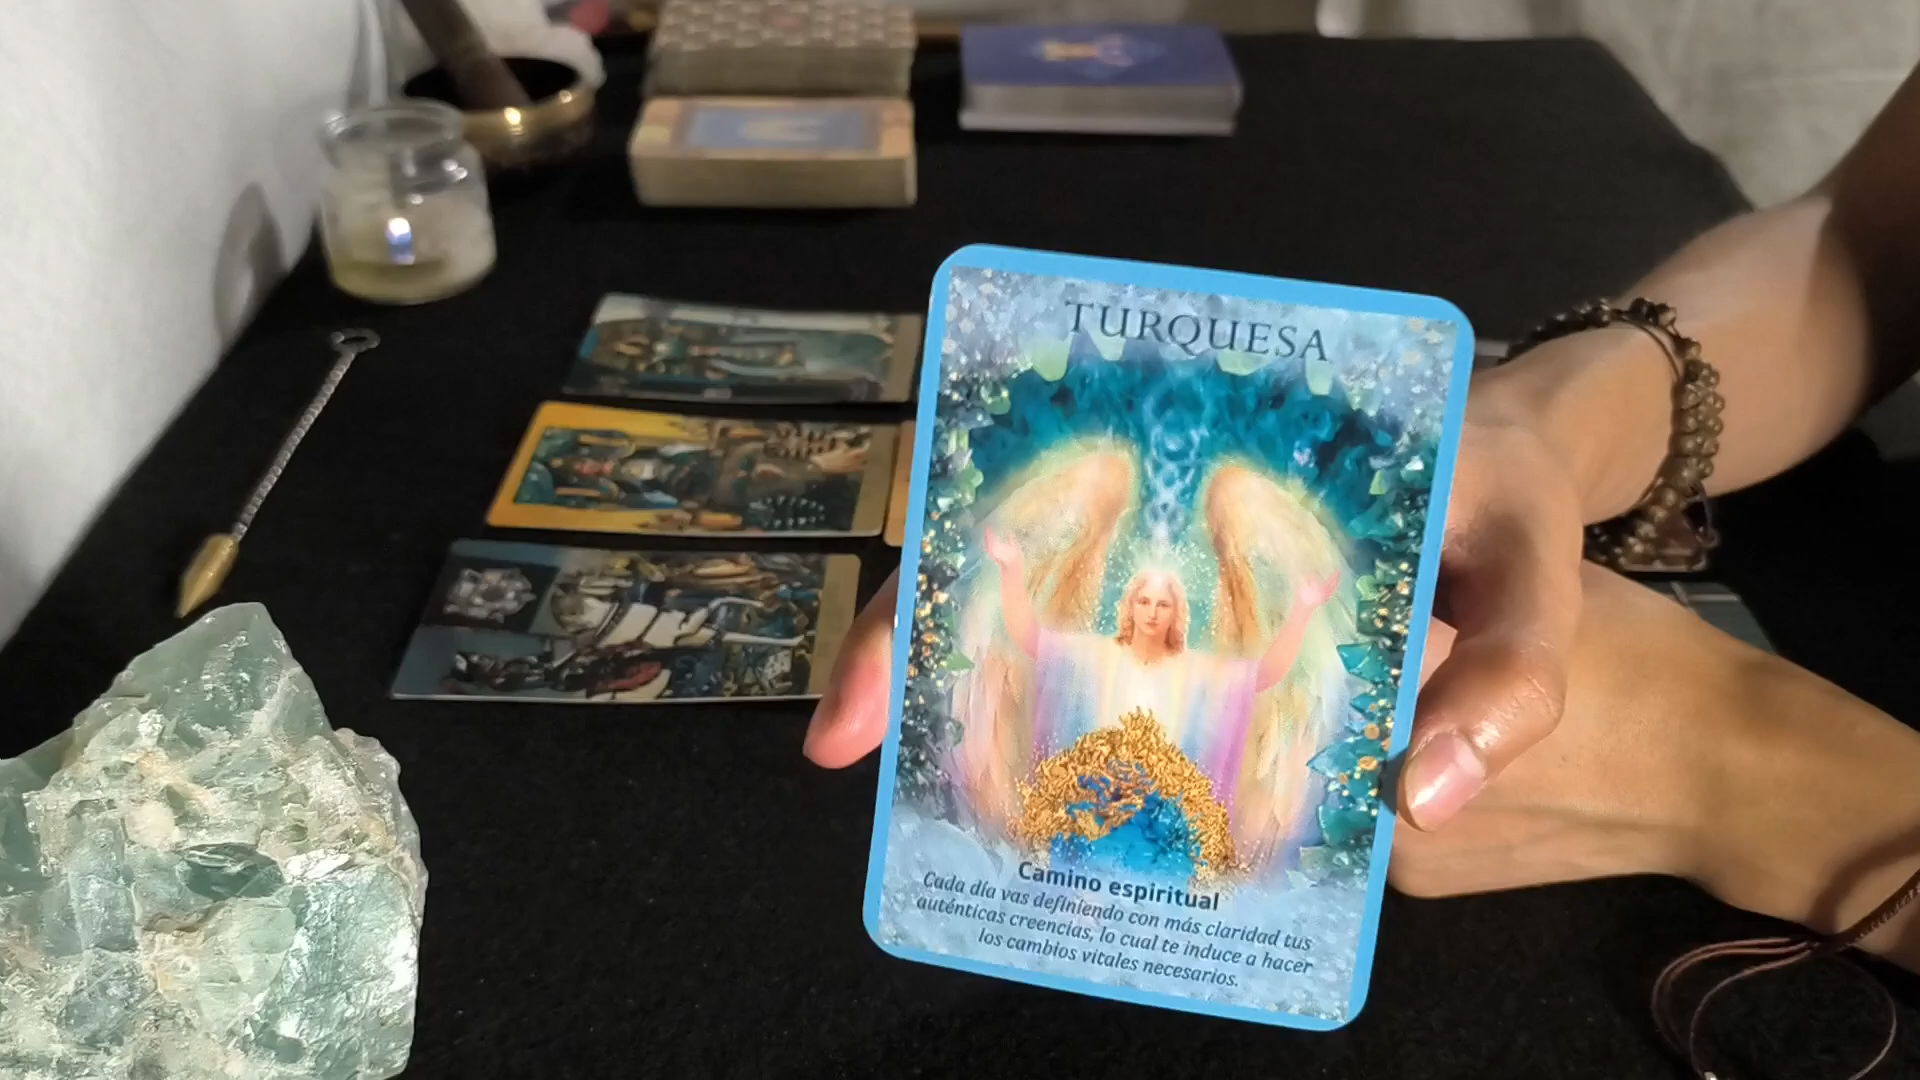 TURQUESA
Camino espiritual
Cada día vas definiendo con más claridad tus
auténticas creencias, lo cual te induce a hacer
los cambios vitales necesarios.